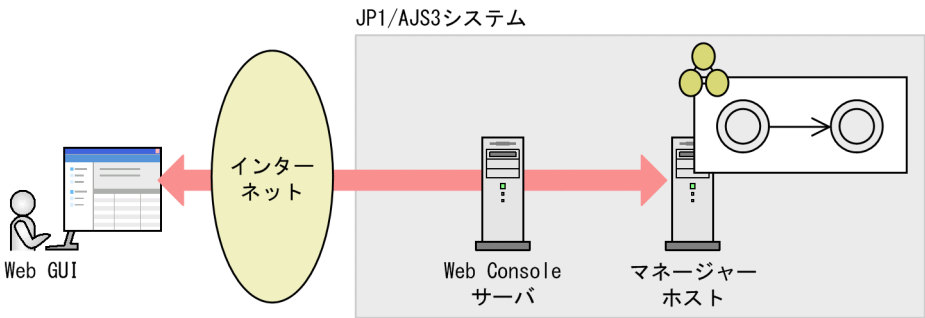 JP1/AJS3システム
インター
ネット
Web GUI
Web Console
サーバ
マネージャー
ホスト